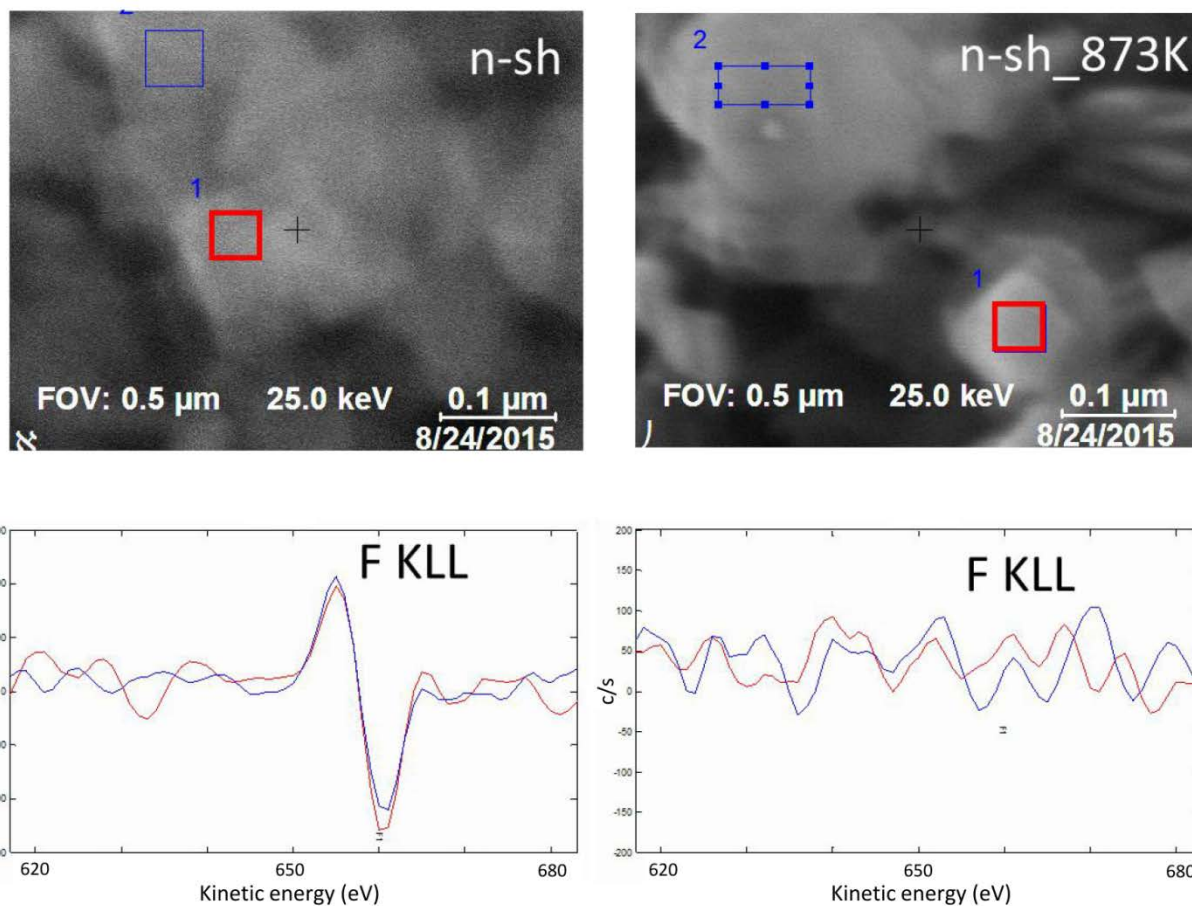 n-sh
1
FOV: 0.5 µm 25.0 keV 0.1 µm
8/24/2015
2
n-sh_873K
1
FOV: 0.5 µm 25.0 keV 0.1 µm
8/24/2015
F KLL
620 650 680
Kinetic energy (eV)
F KLL
c/s
200
150
100
50
0
-50
-100
-150
-200
620 650 680
Kinetic energy (eV)